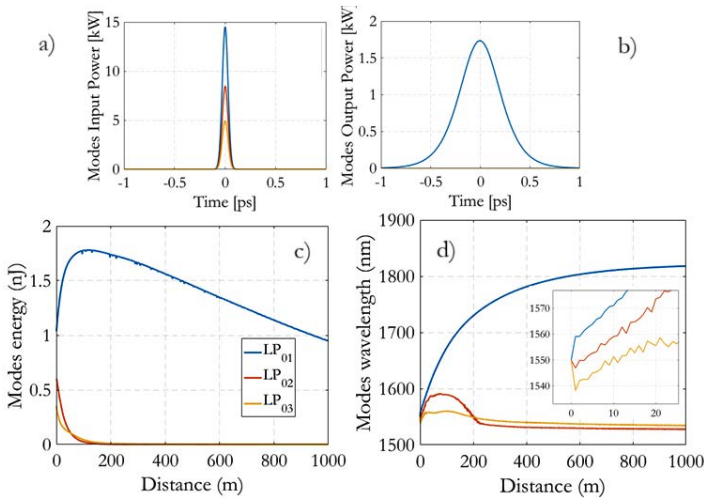 a)
Modes Input Power [kW]
15
10
5
0
-1 -0.5 0 0.5 1
Time [ps]
b)
Modes Output Power [kW]
2
1.5
1
0.5
0
-1 -0.5 0 0.5 1
Time [ps]
c)
Modes energy (nJ)
2
1.5
1
0.5
0
0 200 400 600 800 1000
Distance (m)
LP01
LP02
LP03
d)
Modes wavelength (nm)
1900
1800
1700
1600
1500
0 200 400 600 800 1000
Distance (m)
1570
1560
1550
1540
0 10 20